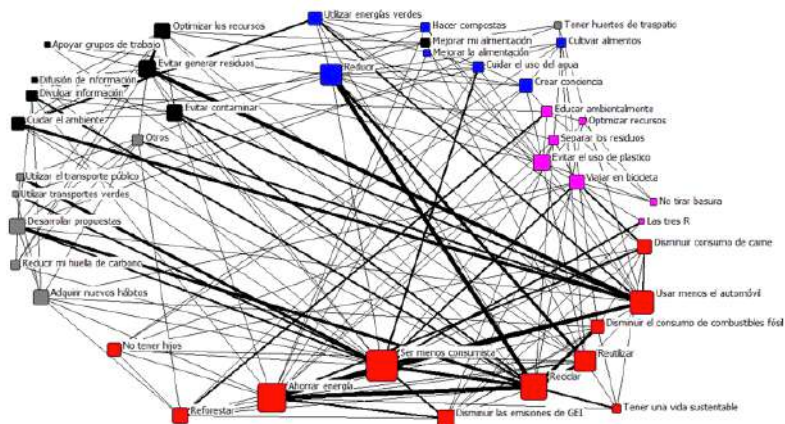 Utilizar energías verdes
Optimizar los recursos
Hacer compostas
Tener huertos de traspatio
Apoyar grupos de trabajo
Mejorar mi alimentación
Cultivar alimentos
Mejorar la alimentación
Evitar generar residuos
Reducir
Cuidar el uso del agua
Difusión de información
Crear conciencia
Divulgar información
Evitar contaminar
Educar ambientalmente
Cuidar el ambiente
Optimizar recursos
Otros
Separar los residuos
Evitar el uso de plastico
Utilizar el transporte público
Viajar en bicicleta
Utilizar transportes verdes
No tirar basura
Desarrollar propuestas
Las tres R
Disminuir consumo de carne
Reducir mi huella de carbono
Adquirir nuevos hábitos
Usar menos el automóvil
Disminuir el consumo de combustibles fósil
No tener hijos
Ser menos consumista
Reutilizar
Ahorrar energía
Reciclar
Reforestar
Disminuir las emisiones de GEI
Tener una vida sustentable